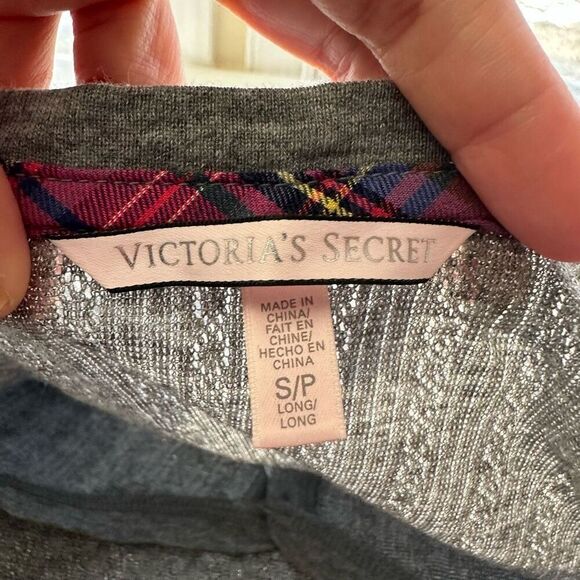 VICTORIA'S SECRET
MADE IN
CHINA/
FAIT EN
CHINE/
HECHO EN
CHINA
S/P
LONG/
LONG